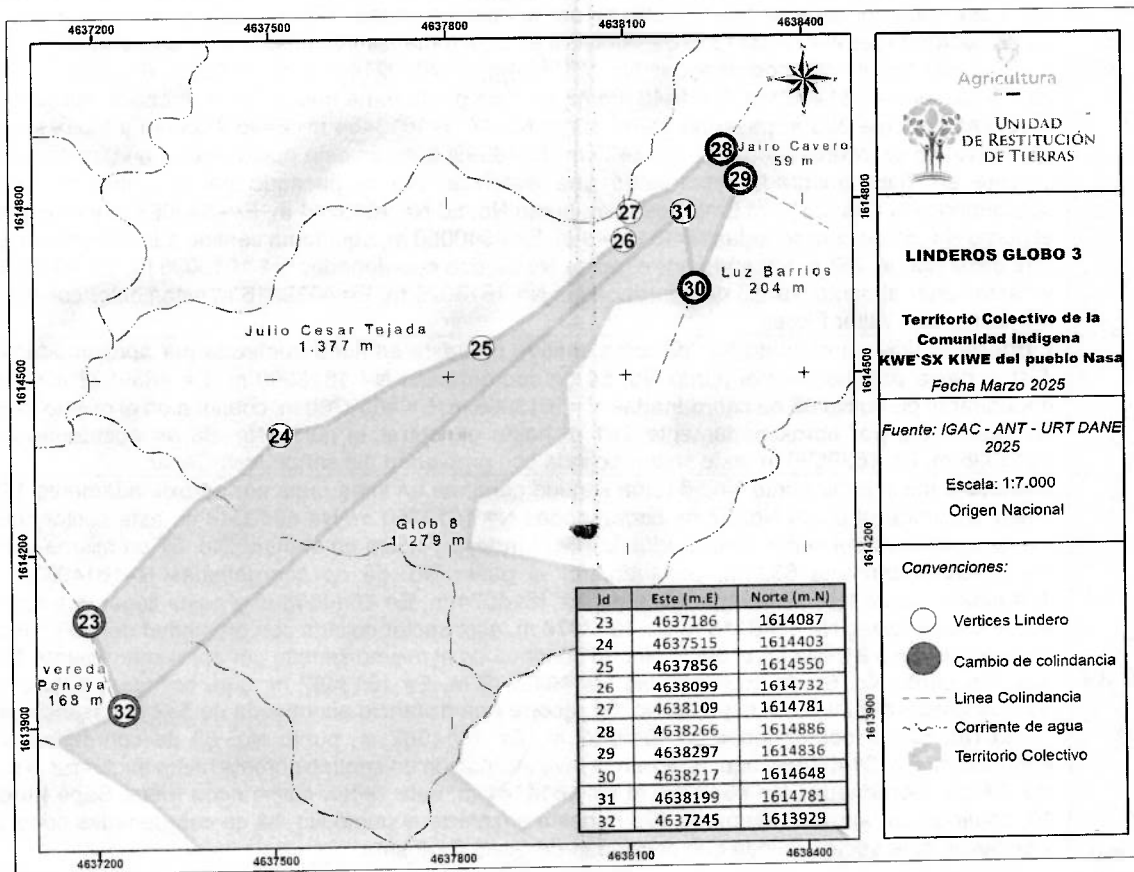 4637200 4637500 4637800 4638100 4638400
1614800
1614500
1614200
1613900
28
Jairo Cavero
59 m
29
27
31
26
Luz Barrios
204 m
30
Julio Cesar Tejada
1.377 m
25
24
Glob 8
1 279 m
23
vereda
Peneya
168 m
32
Id Este (m.E) Norte (m.N)
23 4637186 1614087
24 4637515 1614403
25 4637856 1614550
26 4638099 1614732
27 4638109 1614781
28 4638266 1614886
29 4638297 1614836
30 4638217 1614648
31 4638199 1614781
32 4637245 1613929
1614800
1614500
1614200
1613900
4637200 4637500 4637800 4638100 4638400
Agricultura
UNIDAD
DE RESTITUCIÓN
DE TIERRAS
LINDEROS GLOBO 3
Territorio Colectivo de la
Comunidad Indigena
KWE`SX KIWE del pueblo Nasa
Fecha Marzo 2025
Fuente: IGAC - ANT - URT DANE
2025
Escala: 1:7.000
Origen Nacional
Convenciones:
Vertices Lindero
Cambio de colindancia
Linea Colindancia
Corriente de agua
Territorio Colectivo